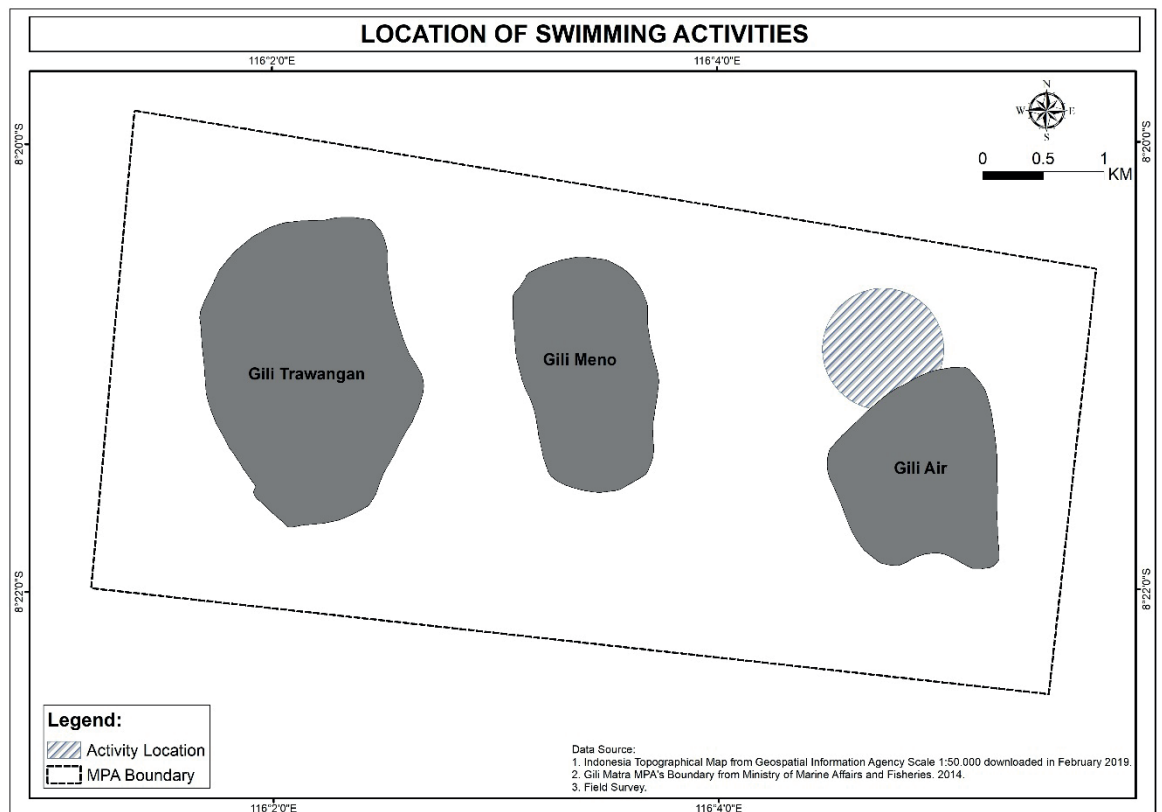 LOCATION OF SWIMMING ACTIVITIES
116°2'0"E
116°4'0"E
8°20'0"S
8°20'0"S
N
W
E
S
0 0.5 1
KM
Gili Trawangan
Gili Meno
Gili Air
8°22'0"S
8°22'0"S
Legend:
Activity Location
MPA Boundary
Data Source:
1. Indonesia Topographical Map from Geospatial Information Agency Scale 1:50.000 downloaded in February 2019.
2. Gili Matra MPA's Boundary from Ministry of Marine Affairs and Fisheries. 2014.
3. Field Survey.
116°2'0"E
116°4'0"E